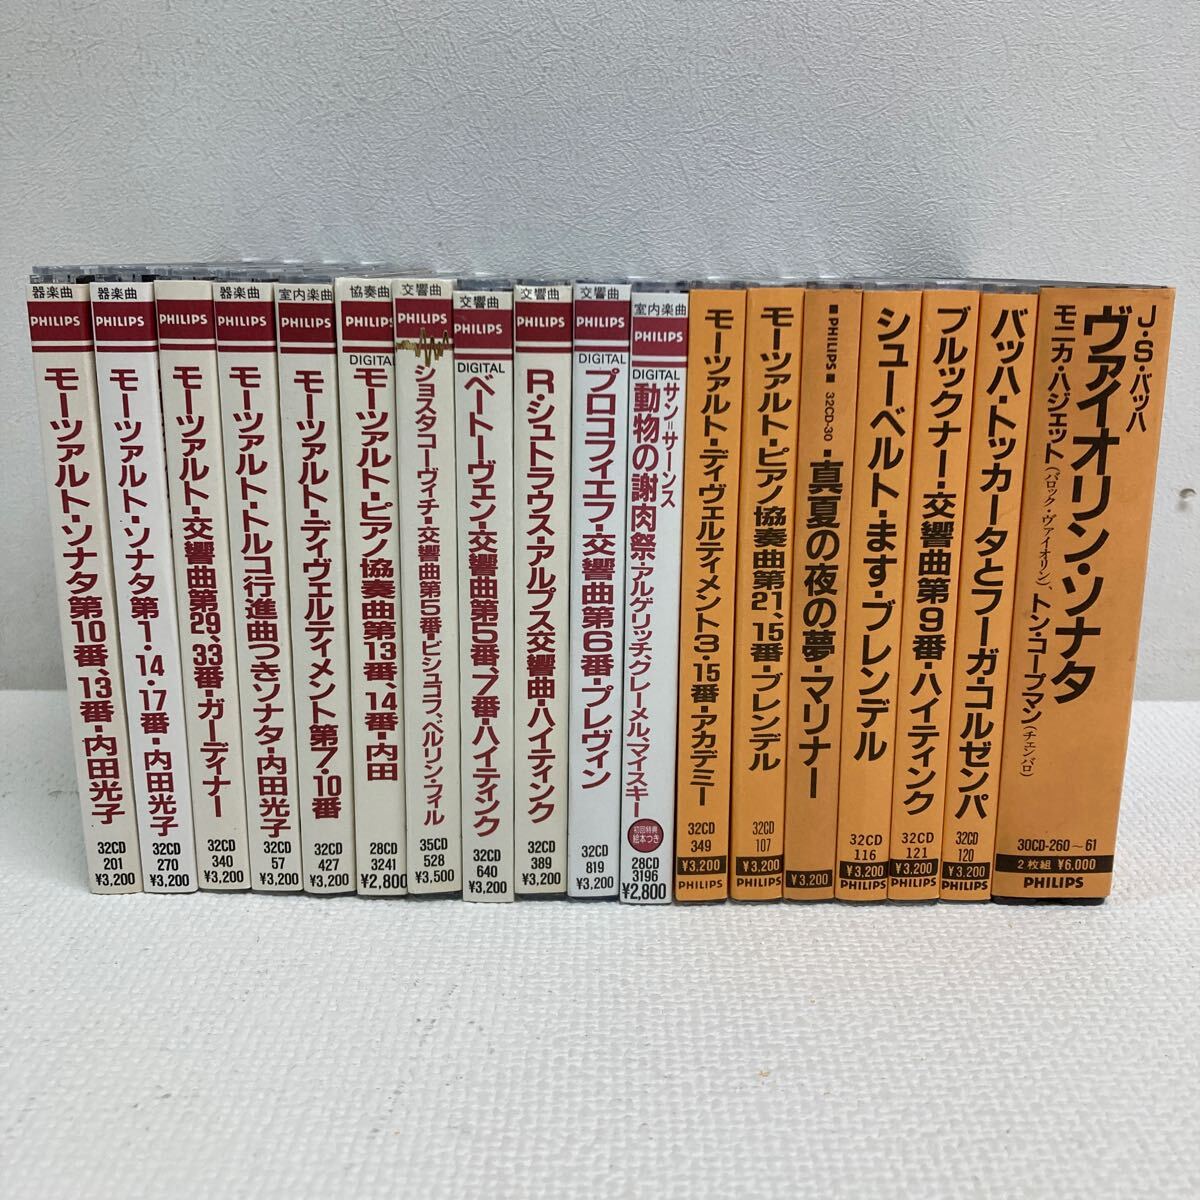 器楽曲
PHILIPS
モーツァルト・ソナタ第10番、13番・内田光子
32CD
201
¥3,200
器楽曲
PHILIPS
モーツァルト・ソナタ第1・14・17番・内田光子
32CD
270
¥3,200
交響曲
PHILIPS
モーツァルト・交響曲第29、33番・ガーディナー
32CD
340
¥3,200
器楽曲
PHILIPS
モーツァルト・トルコ行進曲つきソナタ・内田光子
32CD
57
¥3,200
室内楽曲
PHILIPS
モーツァルト・ディヴェルティメント第7・10番
32CD
427
¥3,200
協奏曲
PHILIPS
DIGITAL
モーツァルト・ピアノ協奏曲第13番、14番・内田
28CD
3241
¥2,800
交響曲
PHILIPS
ショスタコーヴィチ・交響曲第5番・ビシュコフ、ベルリン・フィル
35CD
528
¥3,500
交響曲
PHILIPS
DIGITAL
ベートーヴェン・交響曲第5番、7番・ハイティンク
32CD
640
¥3,200
交響曲
PHILIPS
R・シュトラウス・アルプス交響曲・ハイティンク
32CD
389
¥3,200
交響曲
PHILIPS
DIGITAL
プロコフィエフ・交響曲第6番・プレヴィン
32CD
819
¥3,200
室内楽曲
PHILIPS
DIGITAL
サン=サーンス
動物の謝肉祭・アルゲリッチ、クレーメル、マイスキー
初回特典
絵本つき
28CD
3196
¥2,800
モーツァルト・ディヴェルティメント3・15番・アカデミー
32CD
349
¥3,200
PHILIPS
モーツァルト・ピアノ協奏曲第21、15番・ブレンデル
32CD
107
¥3,200
PHILIPS
■ PHILIPS ■ 32CD-30
・真夏の夜の夢・マリナー
¥3,200
シューベルト・ます・ブレンデル
32CD
116
¥3,200
PHILIPS
ブルックナー・交響曲第9番・ハイティンク
32CD
121
¥3,200
PHILIPS
バッハ・トッカータとフーガ・コルゼンパ
32CD
120
¥3,200
PHILIPS
J・S・バッハ
ヴァイオリン・ソナタ
モニカ・ハジェット(バロック・ヴァイオリン)、トン・コープマン(チェンバロ)
30CD-260～61
2枚組 ¥6,000
PHILIPS